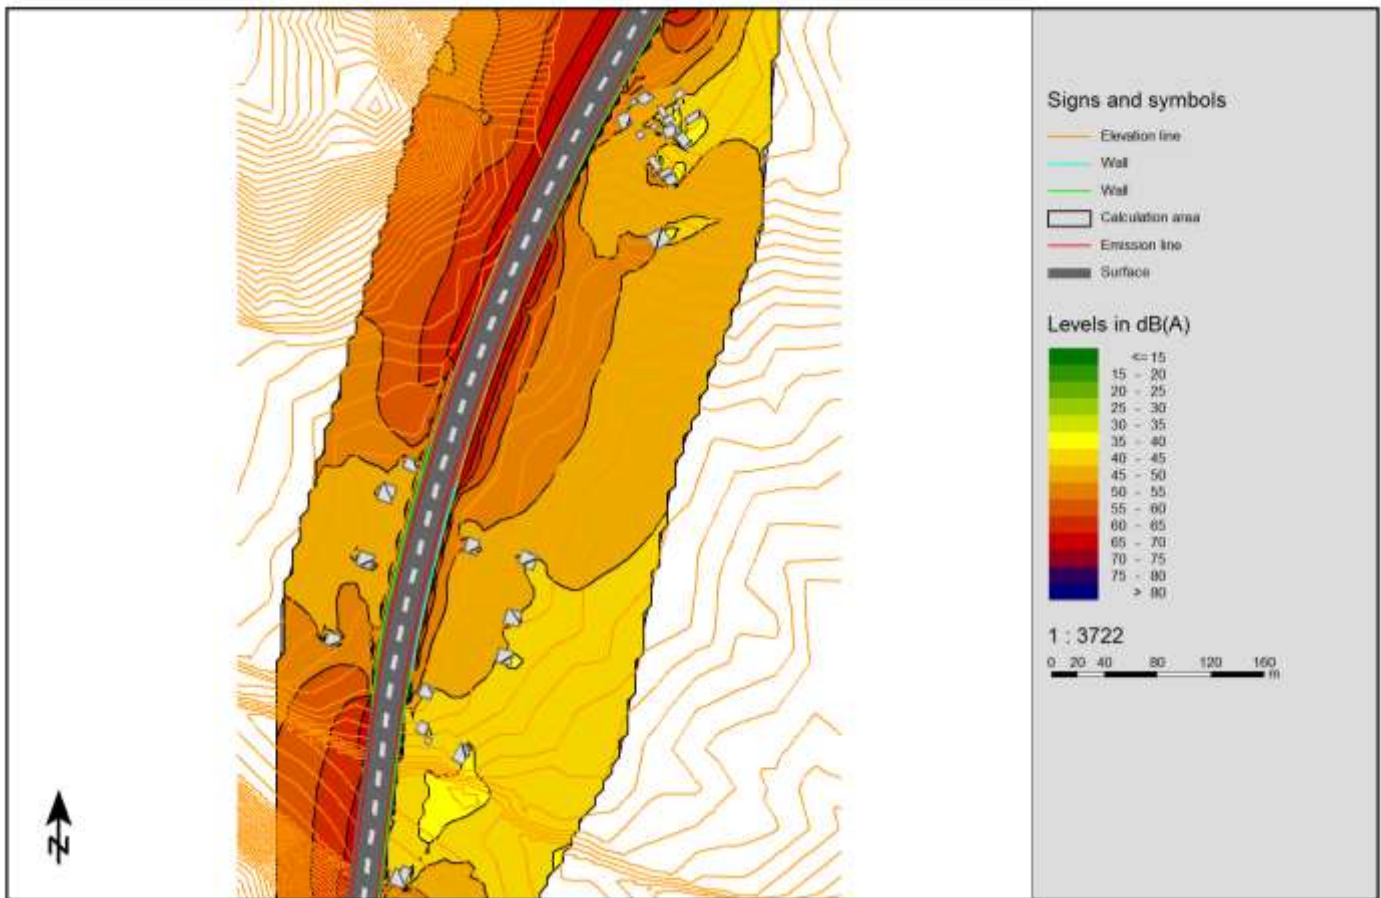 Signs and symbols
Elevation line
Wall
Wall
Calculation area
Emission line
Surface
Levels in dB(A)
<= 15
15 - 20
20 - 25
25 - 30
30 - 35
35 - 40
40 - 45
45 - 50
50 - 55
55 - 60
60 - 65
65 - 70
70 - 75
75 - 80
> 80
1 : 3722
0 20 40 80 120 160
m
N